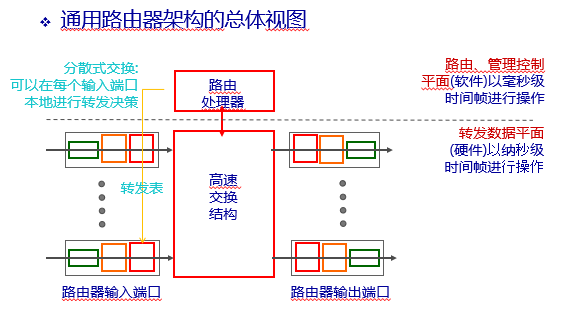 ❖ 通用路由器架构的总体视图
分散式交换:
可以在每个输入端口
本地进行转发决策
路由
处理器
路由、管理控制
平面(软件)以毫秒级
时间帧进行操作
转发数据平面
(硬件)以纳秒级
时间帧进行操作
转发表
高速
交换
结构
路由器输入端口
路由器输出端口